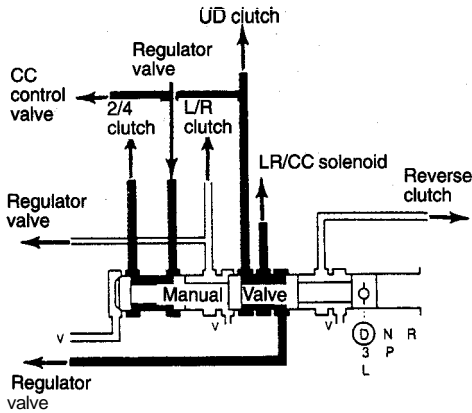 UD clutch
Regulator
valve
CC
control
valve
2/4
clutch
L/R
clutch
LR/CC solenoid
Reverse
clutch
Regulator
valve
Manual Valve
V
V
V
D N R
3 P
L
Regulator
valve